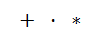 + · *